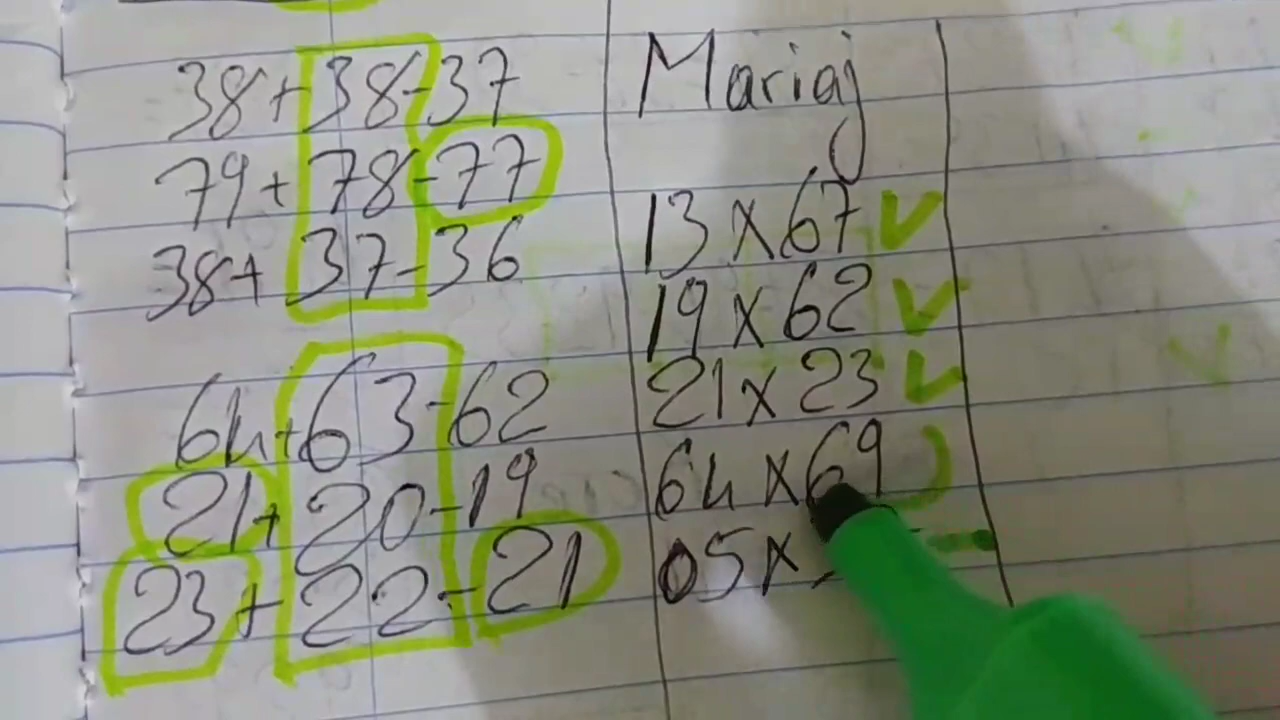 38+38-37
79+78-77
38+37-36
64+63-62
21+20-19
23+22-21
Mariaj
13x67
19x62
21x23
64x69
05x